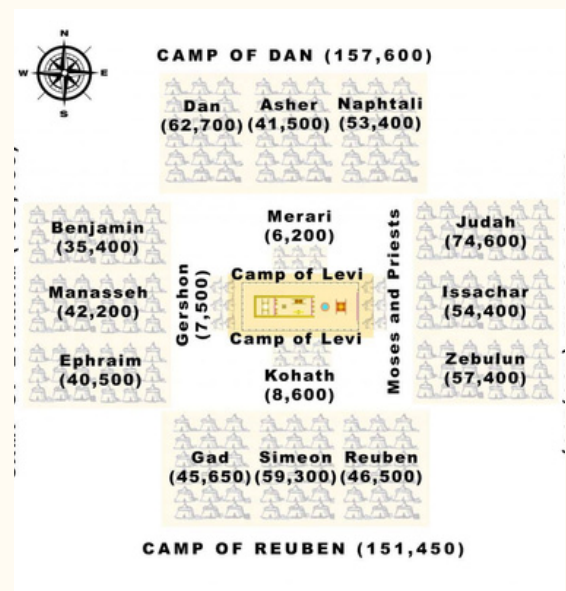 N
W E
S
CAMP OF DAN (157,600)
Dan Asher Naphtali
(62,700) (41,500) (53,400)
Benjamin
(35,400)
Manasseh
(42,200)
Ephraim
(40,500)
Merari
(6,200)
Gershon
(7,500)
Camp of Levi
Camp of Levi
Kohath
(8,600)
Moses and Priests
Judah
(74,600)
Issachar
(54,400)
Zebulun
(57,400)
Gad Simeon Reuben
(45,650) (59,300) (46,500)
CAMP OF REUBEN (151,450)